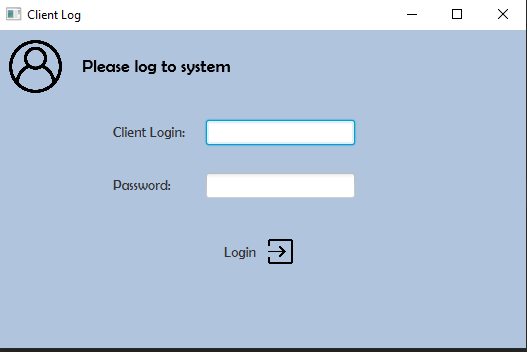 Client Log
Please log to system
Client Login:
Password:
Login